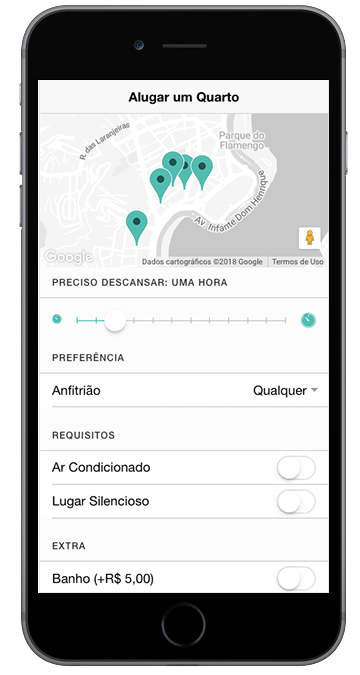 Alugar um Quarto
R. das Laranjeiras
Parque do
Flamengo
Av. Infante Dom Henrique
Google
Dados cartográficos ©2018 Google
Termos de Uso
PRECISO DESCANSAR: UMA HORA
PREFERÊNCIA
Anfitrião
Qualquer
REQUISITOS
Ar Condicionado
Lugar Silencioso
EXTRA
Banho (+R$ 5,00)